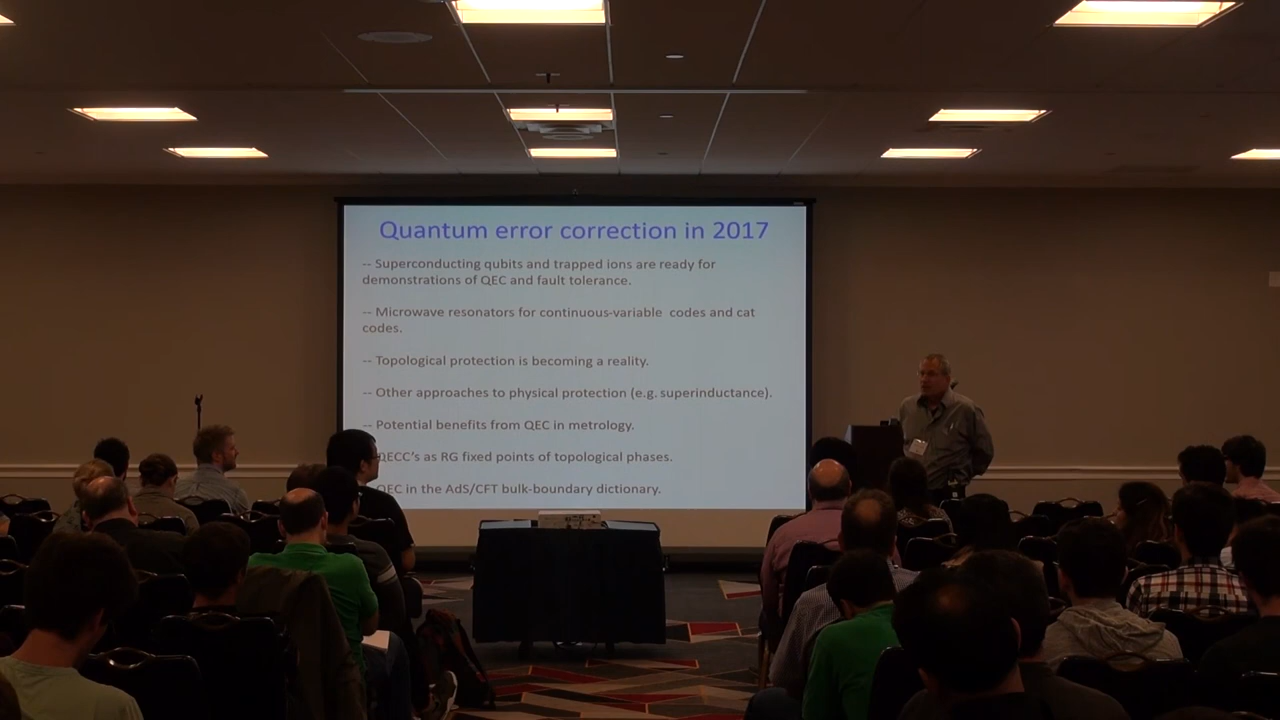 Quantum error correction in 2017
-- Superconducting qubits and trapped ions are ready for
demonstrations of QEC and fault tolerance.
-- Microwave resonators for continuous-variable codes and cat
codes.
-- Topological protection is becoming a reality.
-- Other approaches to physical protection (e.g. superinductance).
-- Potential benefits from QEC in metrology.
QECC's as RG fixed points of topological phases.
QEC in the AdS/CFT bulk-boundary dictionary.